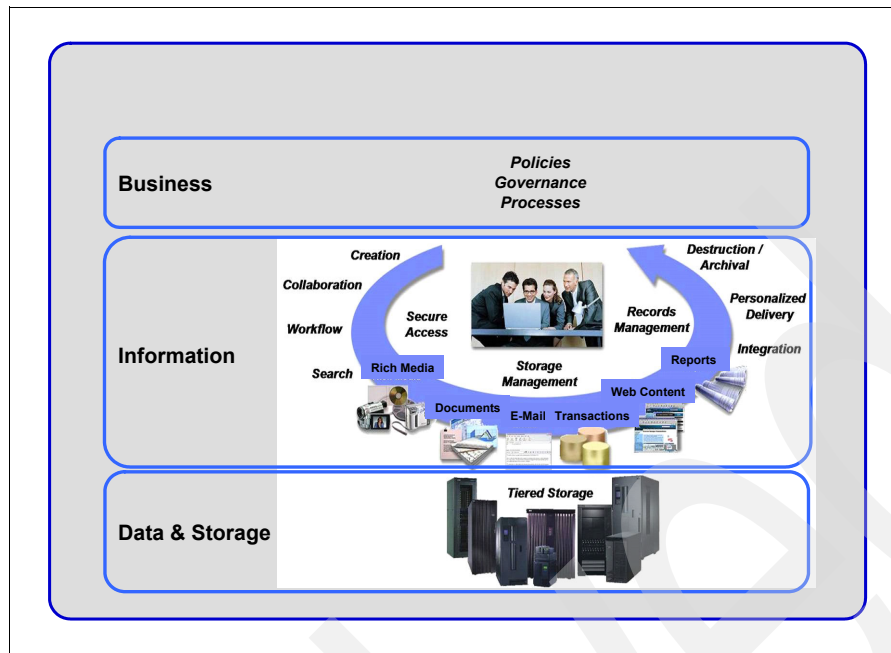 Business
Policies
Governance
Processes
Information
Creation
Collaboration
Workflow
Search
Secure
Access
Storage
Management
Records
Management
Destruction /
Archival
Personalized
Delivery
Integration
Rich Media
Documents
E-Mail
Transactions
Web Content
Reports
Data & Storage
Tiered Storage